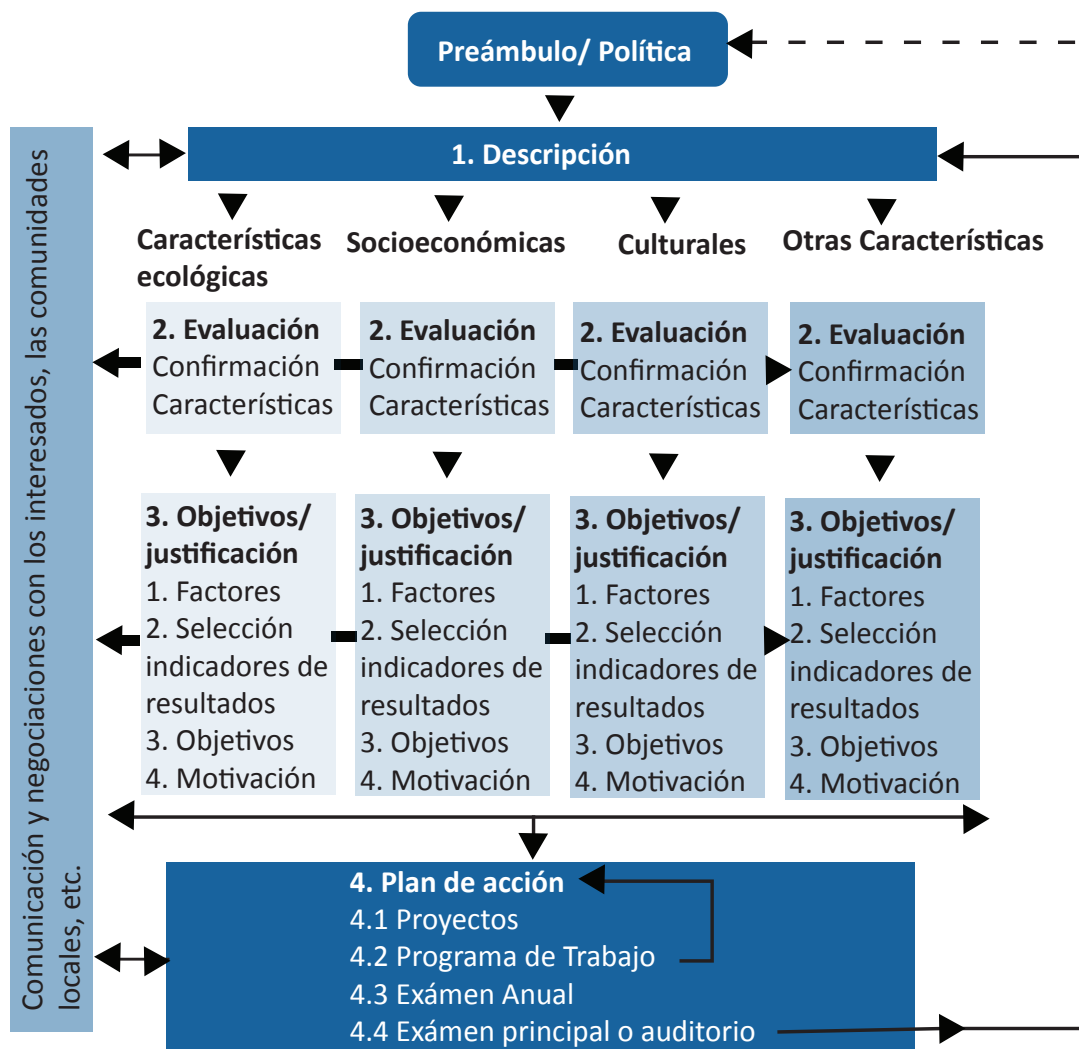 Preámbulo/ Política
Comunicación y negociaciones con los interesados, las comunidades
locales, etc.
1. Descripción
Características
ecológicas
Socioeconómicas
Culturales
Otras Características
2. Evaluación
Confirmación
Características
2. Evaluación
Confirmación
Características
2. Evaluación
Confirmación
Características
2. Evaluación
Confirmación
Características
3. Objetivos/
justificación
1. Factores
2. Selección
indicadores de
resultados
3. Objetivos
4. Motivación
3. Objetivos/
justificación
1. Factores
2. Selección
indicadores de
resultados
3. Objetivos
4. Motivación
3. Objetivos/
justificación
1. Factores
2. Selección
indicadores de
resultados
3. Objetivos
4. Motivación
3. Objetivos/
justificación
1. Factores
2. Selección
indicadores de
resultados
3. Objetivos
4. Motivación
4. Plan de acción
4.1 Proyectos
4.2 Programa de Trabajo
4.3 Exámen Anual
4.4 Exámen principal o auditorio